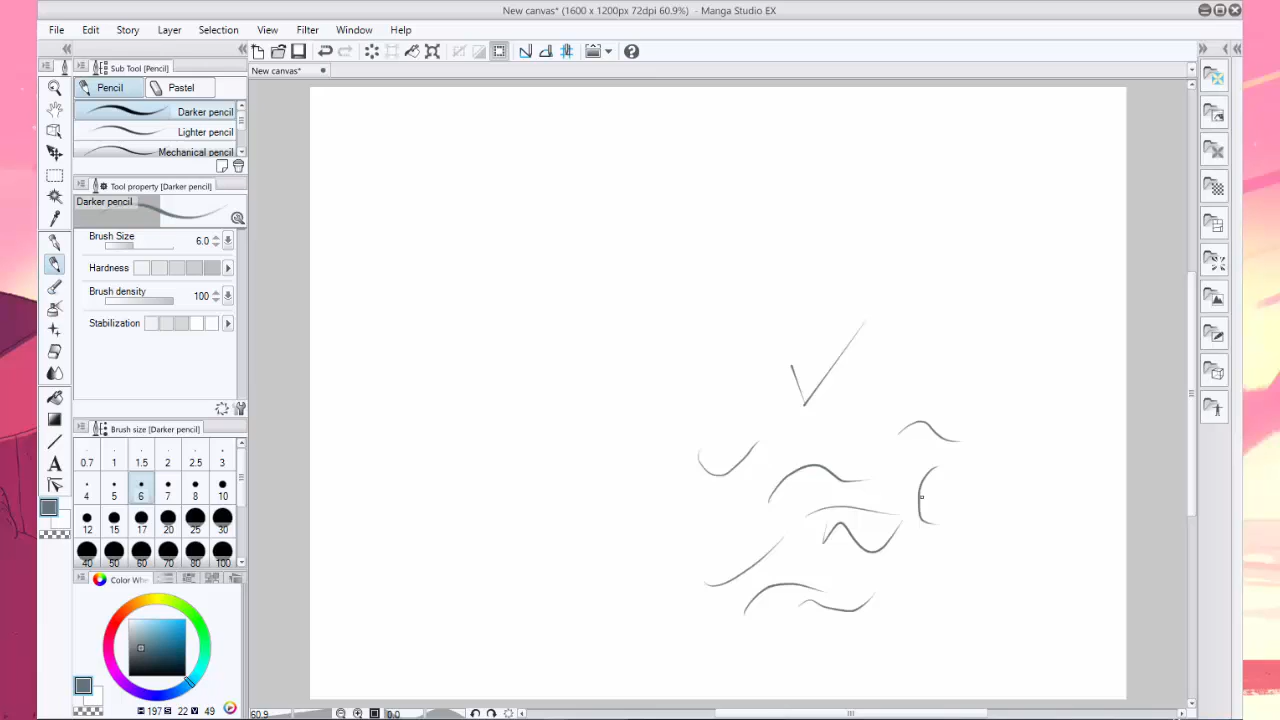 New canvas* (1600 x 1200px 72dpi 60.9%) - Manga Studio EX
File Edit Story Layer Selection View Filter Window Help
Sub Tool [Pencil]
New canvas*
Pencil Pastel
Darker pencil
Lighter pencil
Mechanical pencil
Tool property [Darker pencil]
Darker pencil
Brush Size 6.0
Hardness
Brush density 100
Stabilization
Brush size [Darker pencil]
0.7 1 1.5 2 2.5 3
4 5 6 7 8 10
12 15 17 20 25 30
40 50 60 70 80 100
Color Whe
H 197 S 22 V 49
60.9 0.0